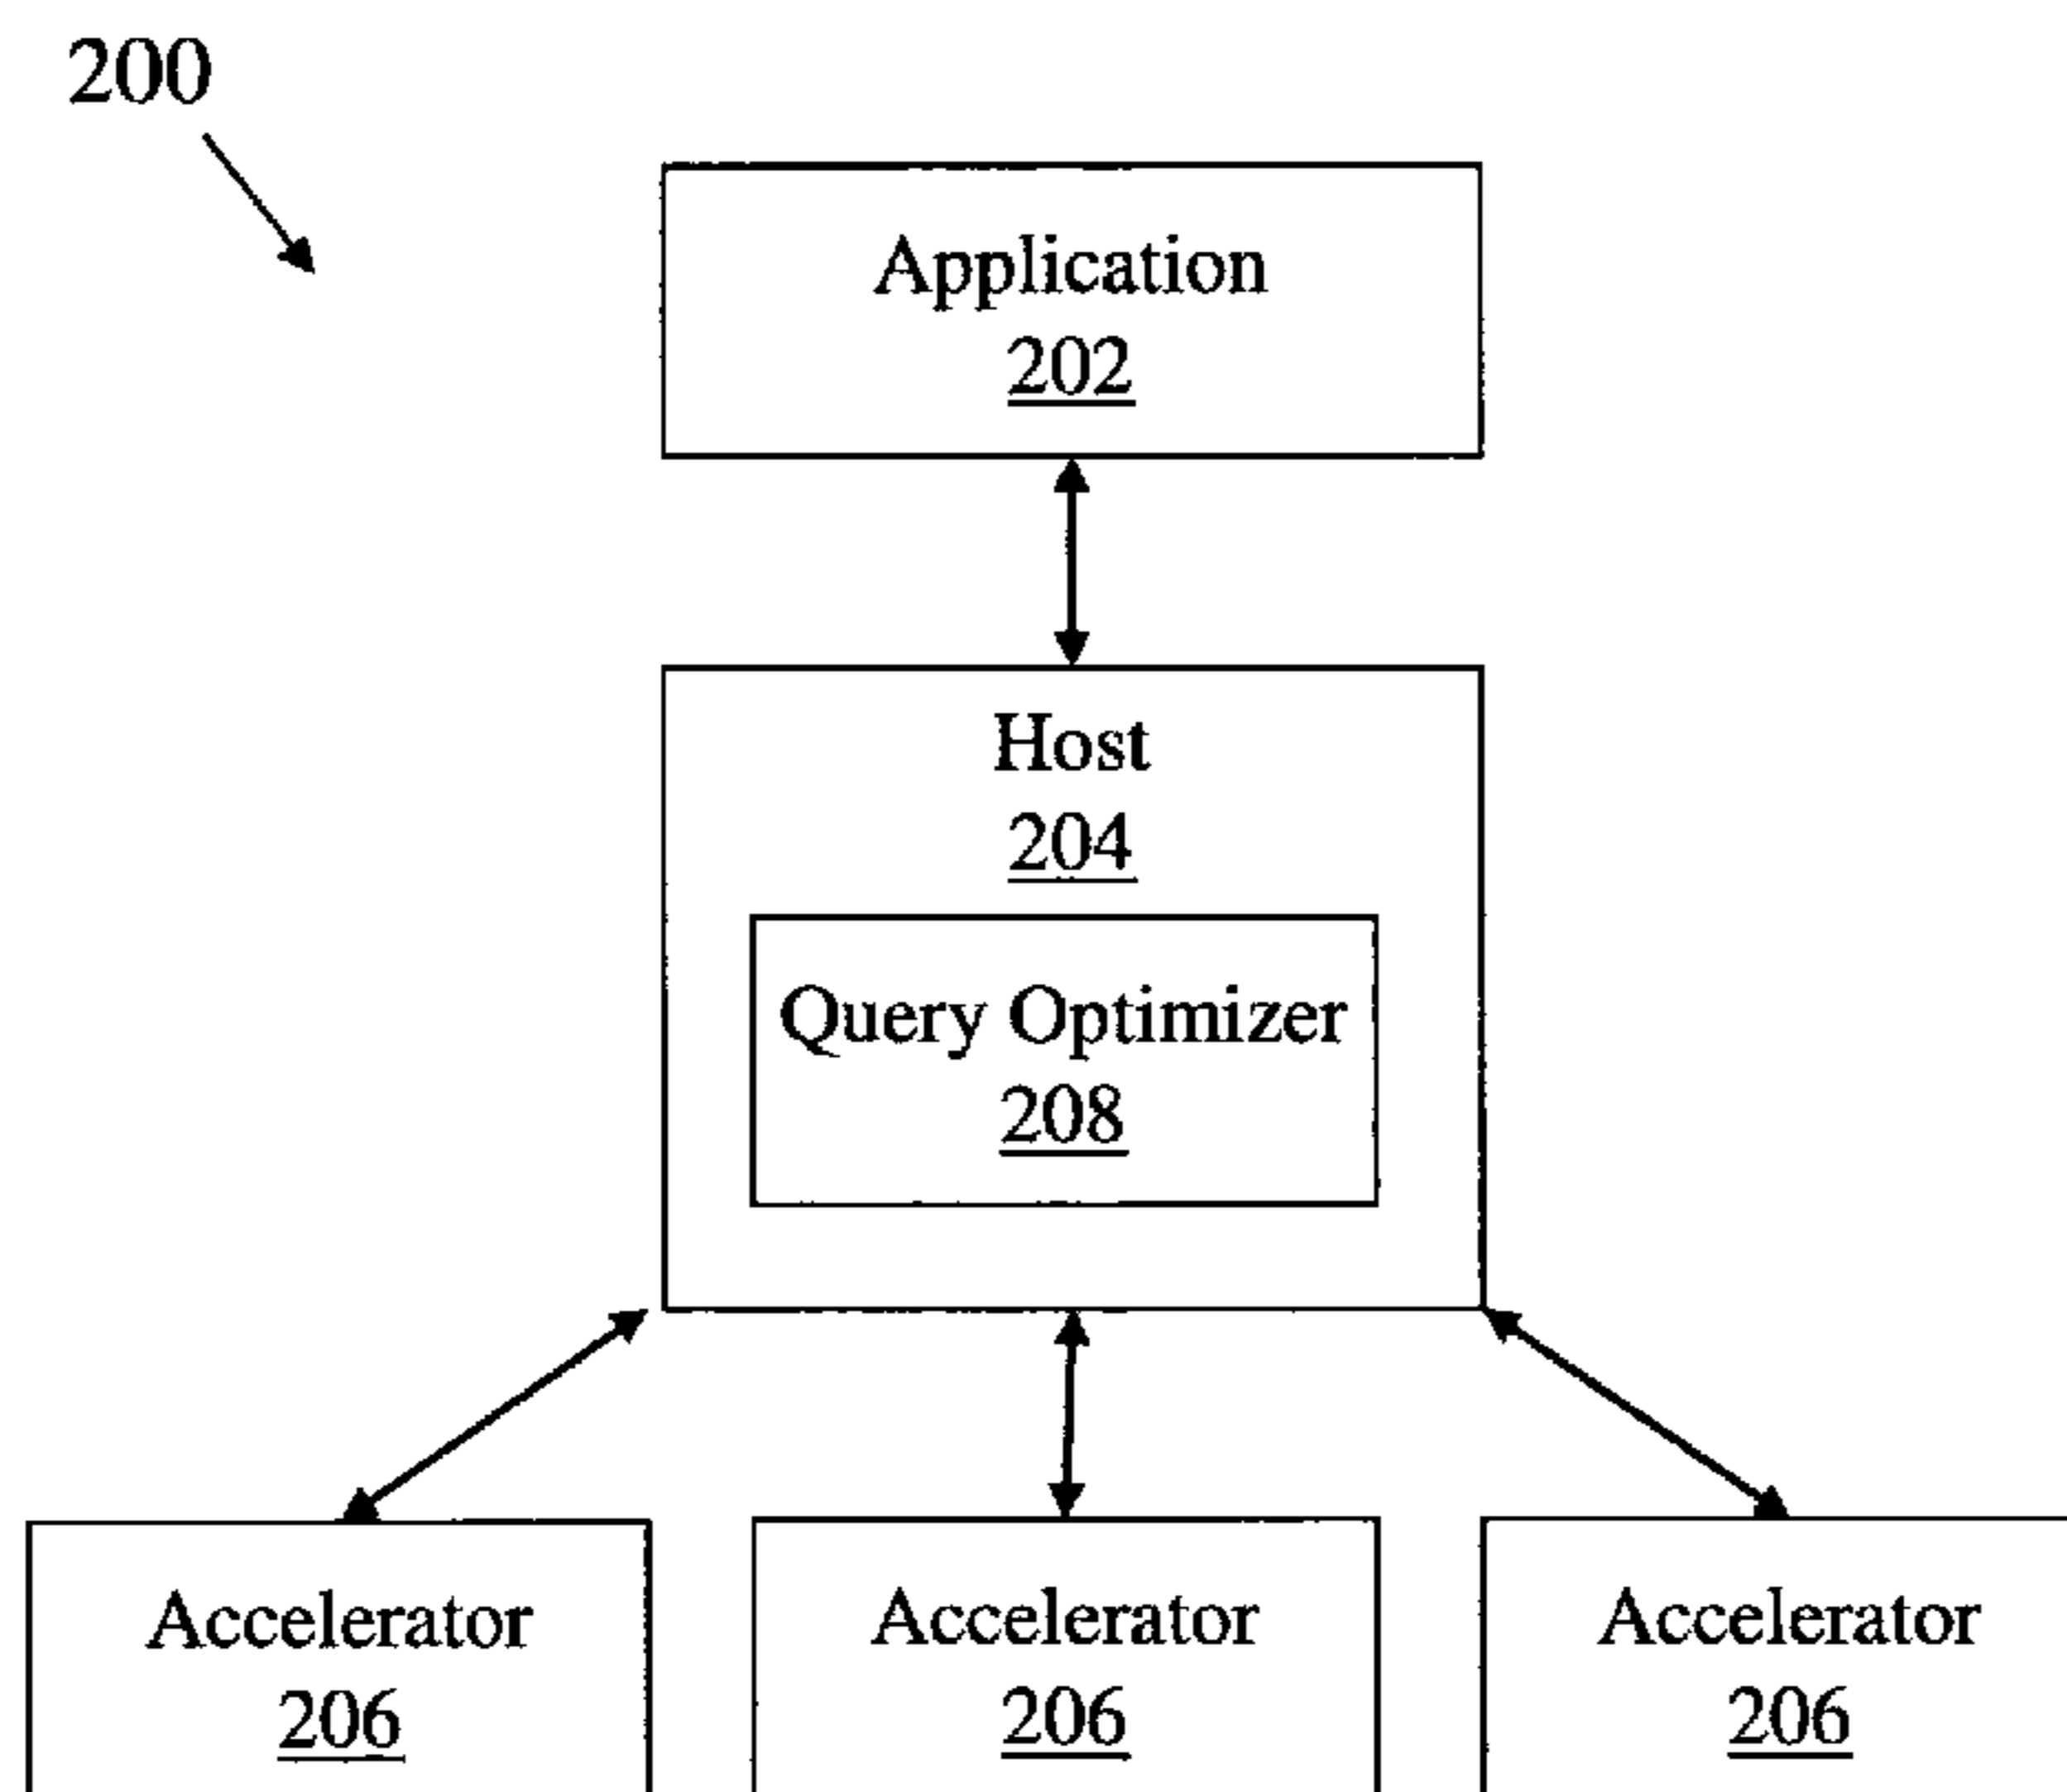 200
Application
202
Host
204
Query Optimizer
208
Accelerator
206
Accelerator
206
Accelerator
206